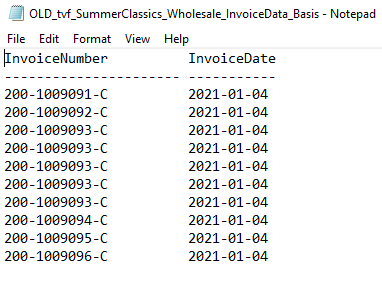 OLD_tvf_SummerClassics_Wholesale_InvoiceData_Basis - Notepad
File Edit Format View Help
InvoiceNumber InvoiceDate
---------------------- -----------
200-1009091-C 2021-01-04
200-1009092-C 2021-01-04
200-1009093-C 2021-01-04
200-1009093-C 2021-01-04
200-1009093-C 2021-01-04
200-1009093-C 2021-01-04
200-1009093-C 2021-01-04
200-1009094-C 2021-01-04
200-1009095-C 2021-01-04
200-1009096-C 2021-01-04